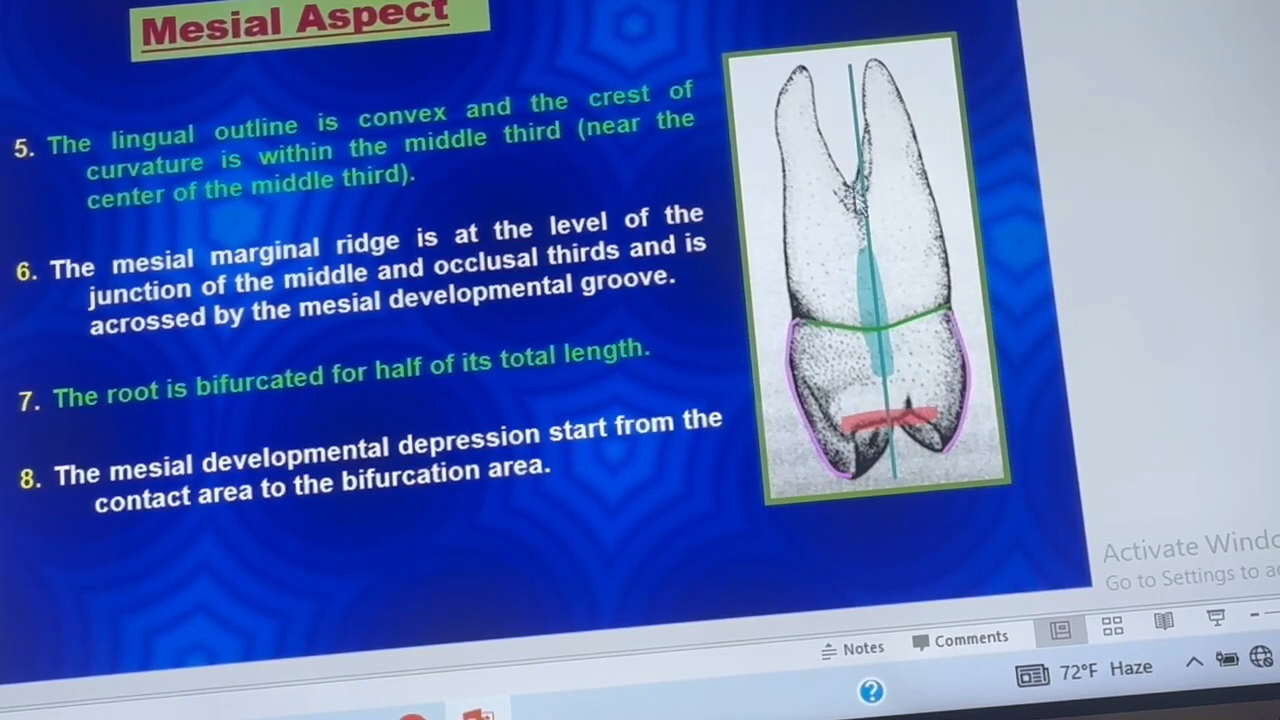 Mesial Aspect
5. The lingual outline is convex and the crest of
curvature is within the middle third (near the
center of the middle third).
6. The mesial marginal ridge is at the level of the
junction of the middle and occlusal thirds and is
acrossed by the mesial developmental groove.
7. The root is bifurcated for half of its total length.
8. The mesial developmental depression start from the
contact area to the bifurcation area.
Activate
Go to Settings to
Notes
Comments
72°F Haze